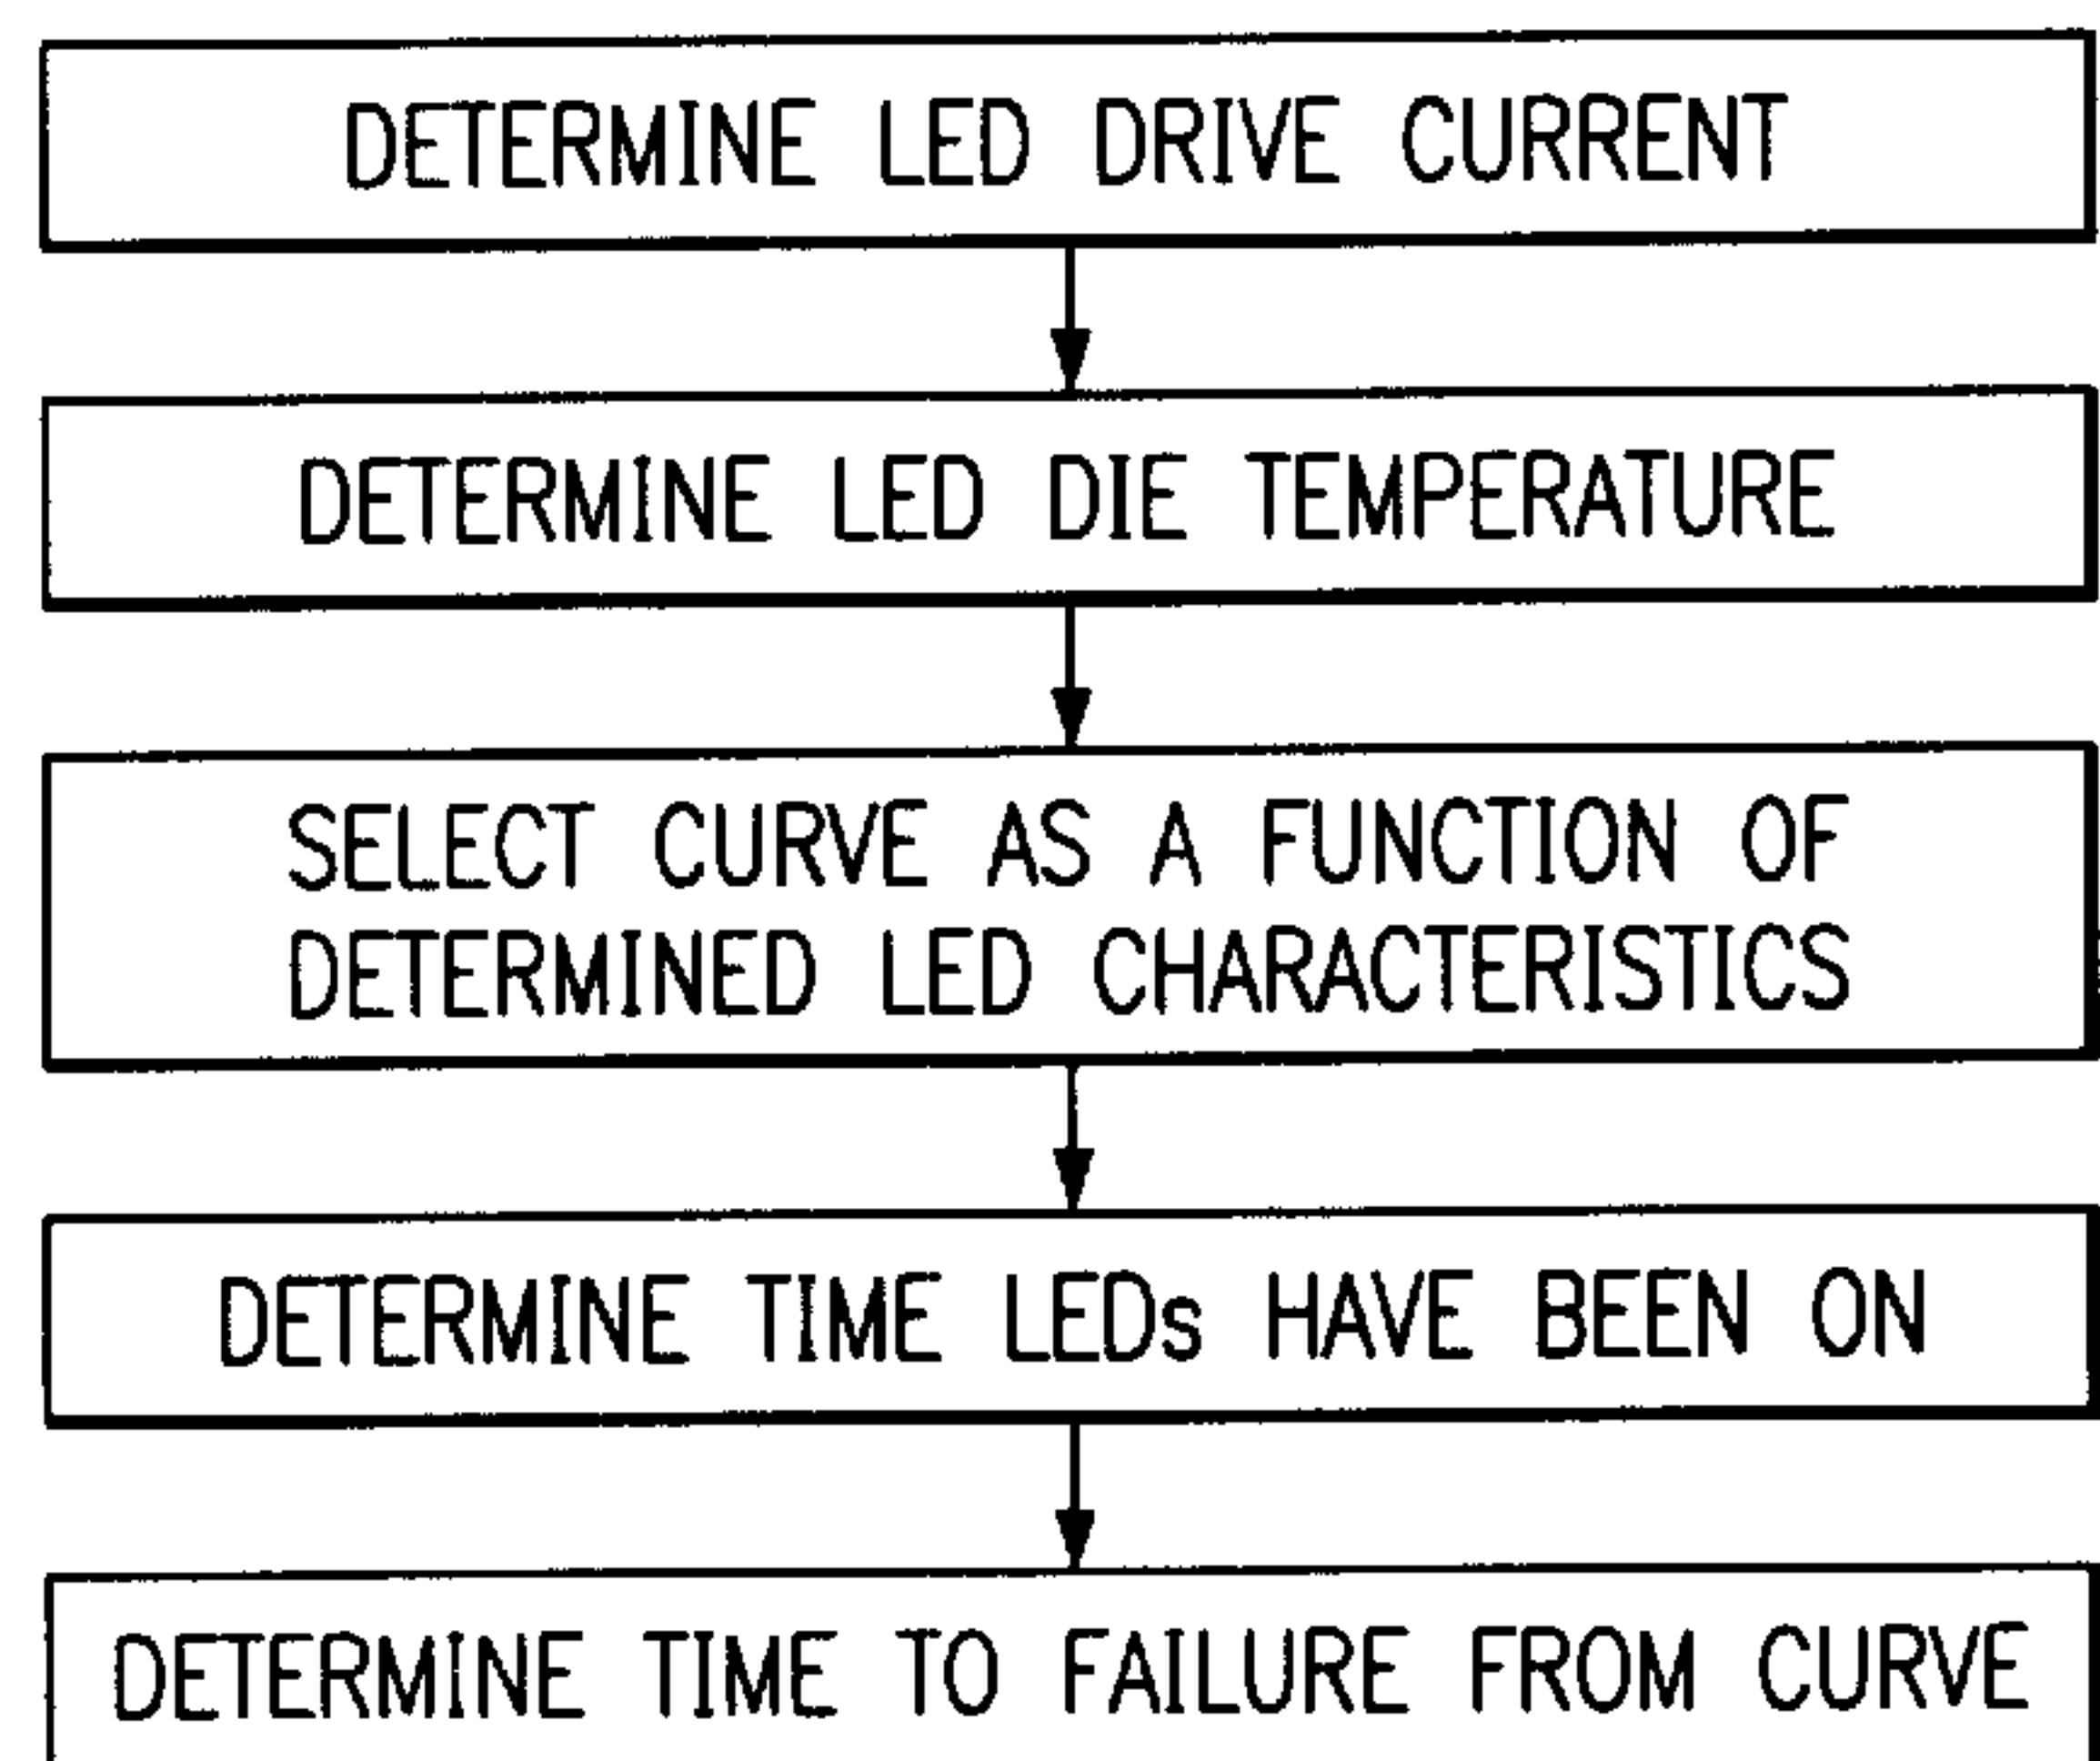 DETERMINE LED DRIVE CURRENT
DETERMINE LED DIE TEMPERATURE
SELECT CURVE AS A FUNCTION OF
DETERMINED LED CHARACTERISTICS
DETERMINE TIME LEDs HAVE BEEN ON
DETERMINE TIME TO FAILURE FROM CURVE